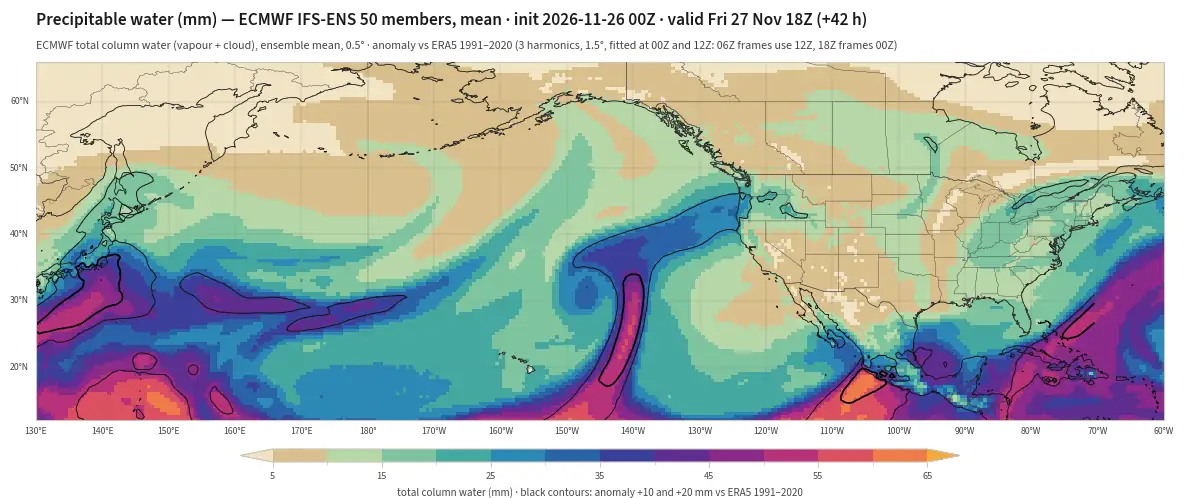 Precipitable water (mm) — ECMWF IFS-ENS 50 members, mean · init 2026-11-26 00Z · valid Fri 27 Nov 18Z (+42 h)
ECMWF total column water (vapour + cloud), ensemble mean, 0.5° · anomaly vs ERA5 1991–2020 (3 harmonics, 1.5°, fitted at 00Z and 12Z: 06Z frames use 12Z, 18Z frames 00Z)
60°N
50°N
40°N
30°N
20°N
130°E 140°E 150°E 160°E 170°E 180° 170°W 160°W 150°W 140°W 130°W 120°W 110°W 100°W 90°W 80°W 70°W 60°W
5 15 25 35 45 55 65
total column water (mm) · black contours: anomaly +10 and +20 mm vs ERA5 1991–2020